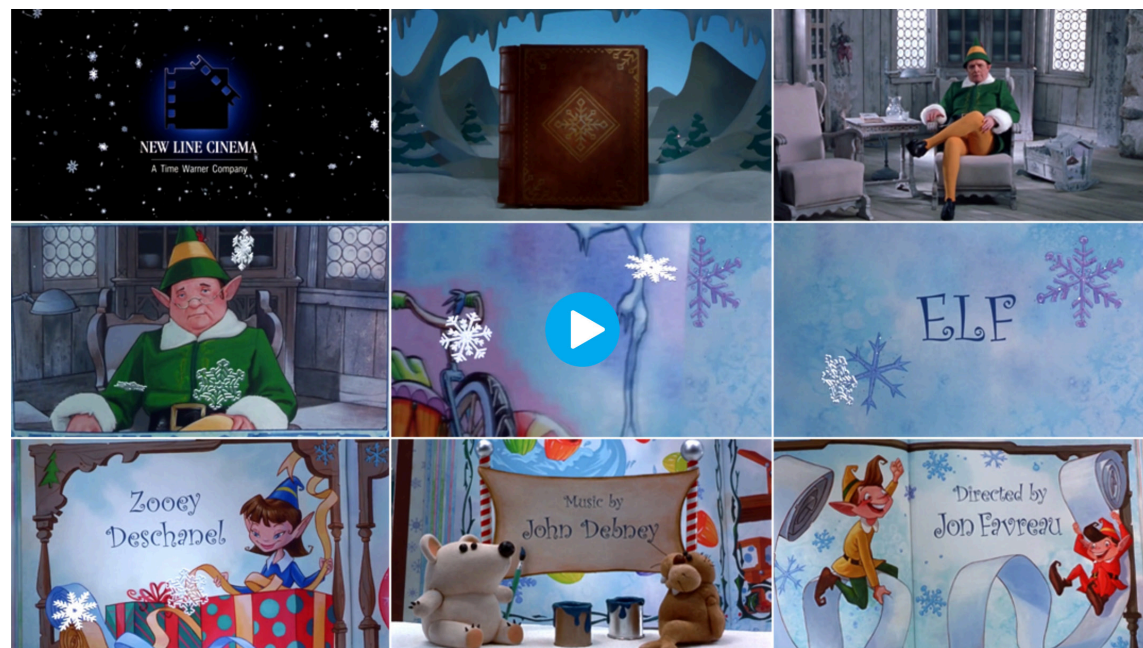 NEW LINE CINEMA
A Time Warner Company
ELF
Zooey
Deschanel
Music by
John Debney
Directed by
Jon Favreau